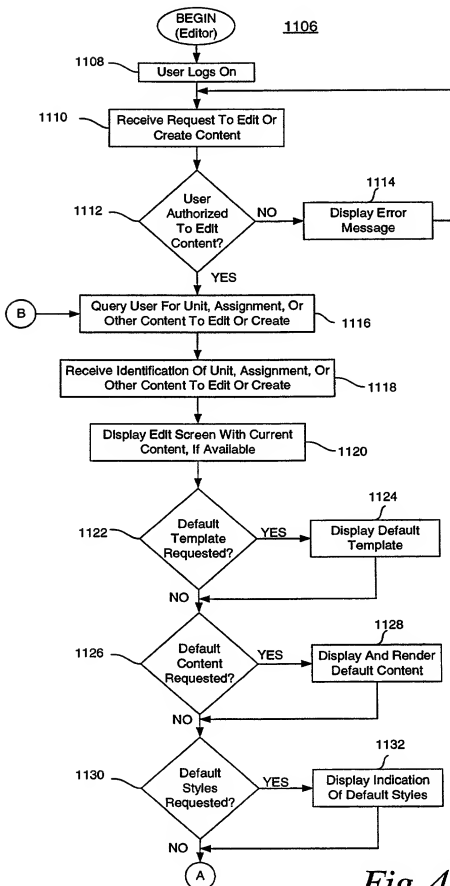 BEGIN
(Editor)
1106
1108
User Logs On
1110
Receive Request To Edit Or
Create Content
1112
User
Authorized
To Edit
Content?
NO
1114
Display Error
Message
YES
B
Query User For Unit, Assignment, Or
Other Content To Edit Or Create
1116
Receive Identification Of Unit, Assignment, Or
Other Content To Edit Or Create
1118
Display Edit Screen With Current
Content, If Available
1120
1122
Default
Template
Requested?
YES
1124
Display Default
Template
NO
1126
Default
Content
Requested?
YES
1128
Display And Render
Default Content
NO
1130
Default
Styles
Requested?
YES
1132
Display Indication
Of Default Styles
NO
A
Fig. 4